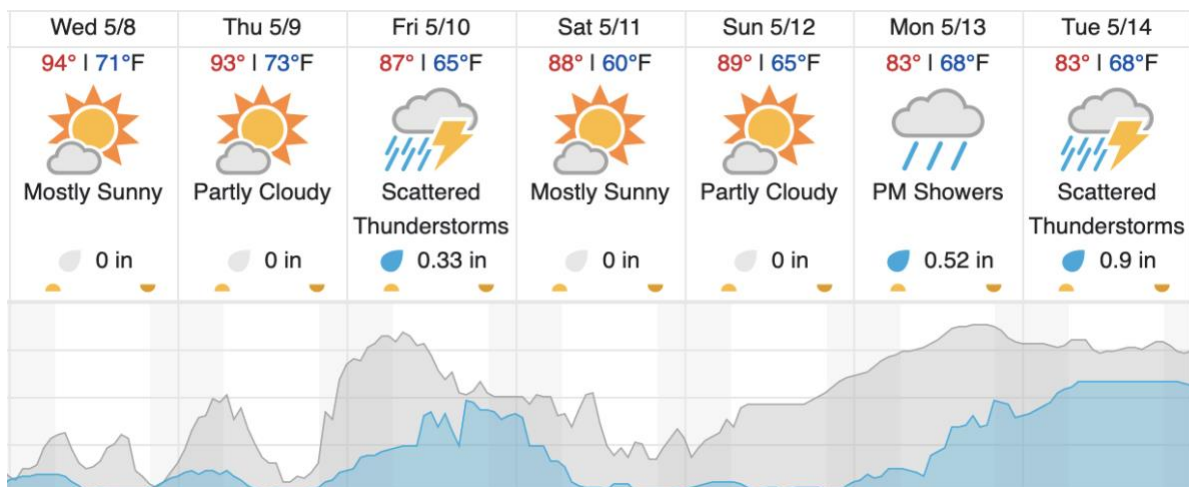 Wed 5/8
Thu 5/9
Fri 5/10
Sat 5/11
Sun 5/12
Mon 5/13
Tue 5/14
94° | 71°F
93° | 73°F
87° | 65°F
88° | 60°F
89° | 65°F
83° | 68°F
83° | 68°F
Mostly Sunny
Partly Cloudy
Scattered
Thunderstorms
Mostly Sunny
Partly Cloudy
PM Showers
Scattered
Thunderstorms
0 in
0 in
0.33 in
0 in
0 in
0.52 in
0.9 in